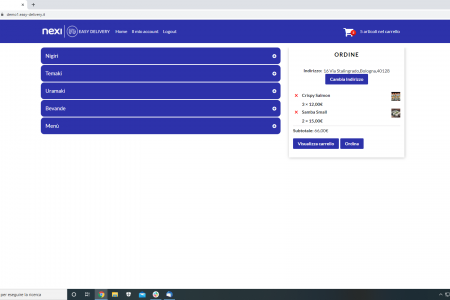 demo1.easy-delivery.it
nexi EASY DELIVERY Home Il mio account Logout 5 articoli nel carrello
Nigiri
Temaki
Uramaki
Bevande
Menù
ORDINE
Indirizzo: 16 Via Stalingrado,Bologna,40128
Cambia Indirizzo
× Crispy Salmon
3 × 12,00€
× Samba Small
2 × 15,00€
Subtotale: 66,00€
Visualizza carrello Ordina
per eseguire la ricerca